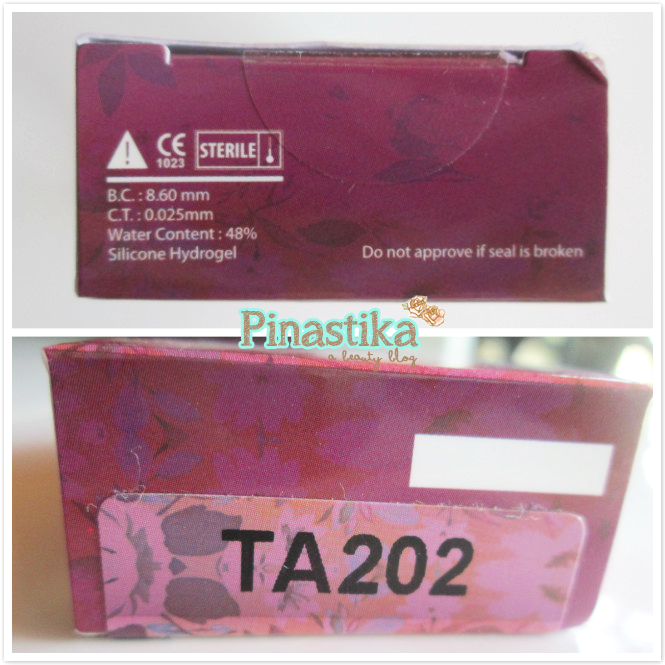 CE
1023
STERILE
B.C. : 8.60 mm
C.T. : 0.025mm
Water Content : 48%
Silicone Hydrogel
Do not approve if seal is broken
Pinastika
a beauty blog
TA202